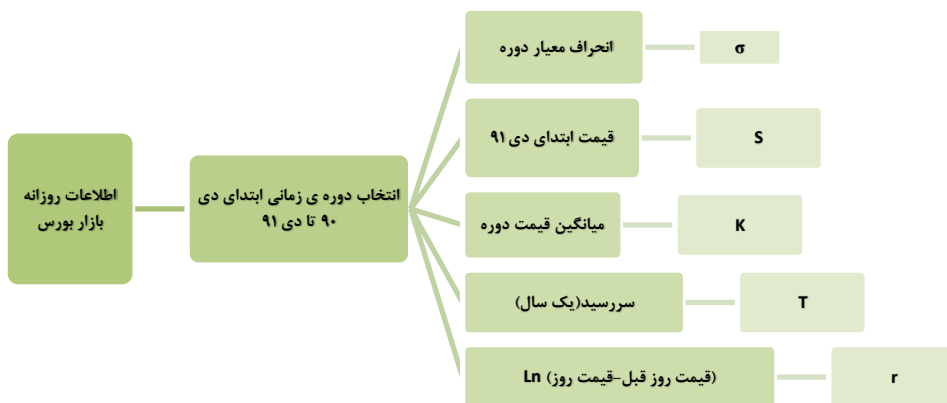 اطلاعات روزانه
بازار بورس
انتخاب دوره ی زمانی ابتدای دی
۹۰ تا دی ۹۱
انحراف معیار دوره
σ
قیمت ابتدای دی ۹۱
S
میانگین قیمت دوره
K
سررسید(یک سال)
T
Ln (قیمت روز قبل-قیمت روز)
r